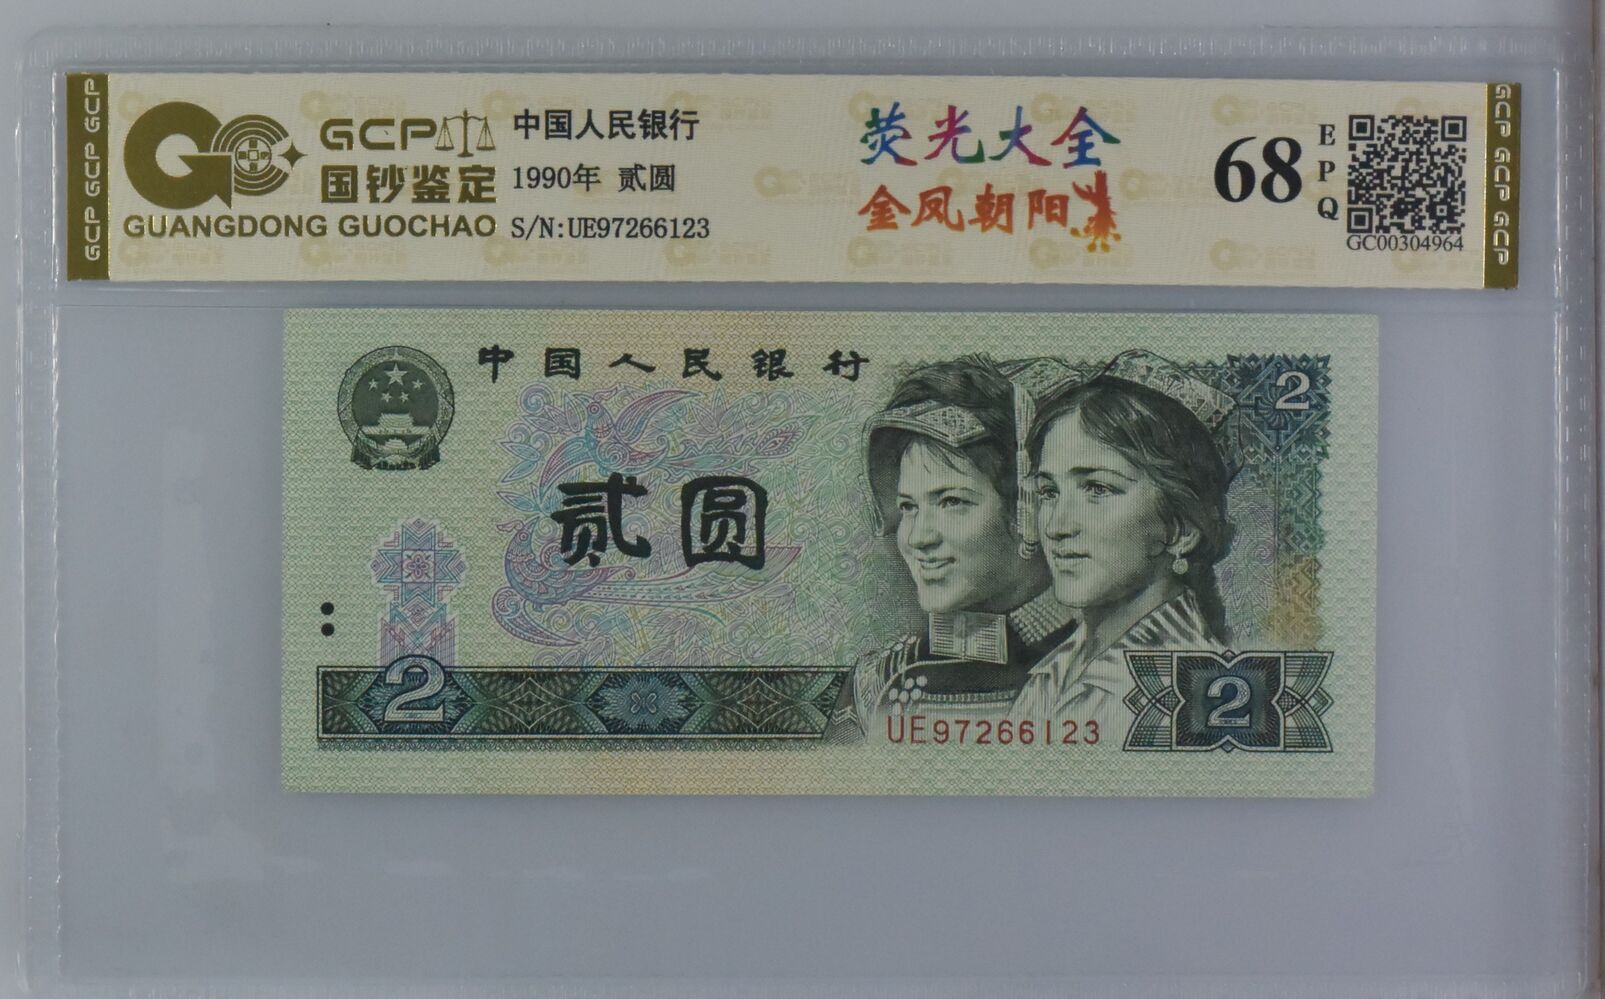 GCP GCP GCP
GCP
国钞鉴定
GUANGDONG GUOCHAO
中国人民银行
1990年 贰圆
S/N:UE97266123
荧光大全
金凤朝阳
68
EPQ
GC00304964
GCP GCP GCP
中国人民银行
2
贰圆
2
UE97266123
2